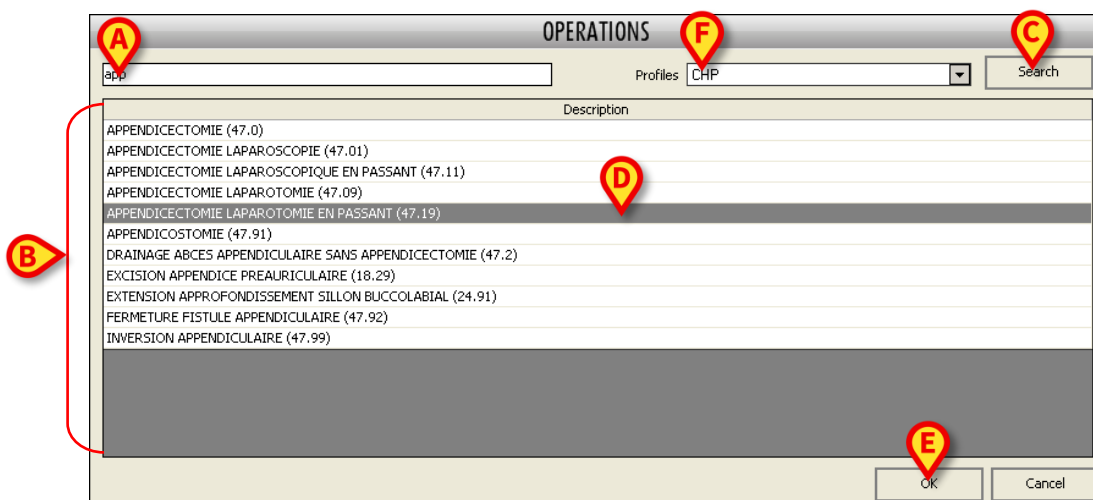 OPERATIONS
A
F
C
app
Profiles CHP
Search
Description
APPENDICECTOMIE (47.0)
APPENDICECTOMIE LAPAROSCOPIE (47.01)
APPENDICECTOMIE LAPAROSCOPIQUE EN PASSANT (47.11)
D
APPENDICECTOMIE LAPAROTOMIE (47.09)
APPENDICECTOMIE LAPAROTOMIE EN PASSANT (47.19)
APPENDICOSTOMIE (47.91)
B
DRAINAGE ABCES APPENDICULAIRE SANS APPENDICECTOMIE (47.2)
EXCISION APPENDICE PREAURICULAIRE (18.29)
EXTENSION APPROFONDISSEMENT SILLON BUCCOLABIAL (24.91)
FERMETURE FISTULE APPENDICULAIRE (47.92)
INVERSION APPENDICULAIRE (47.99)
E
OK
Cancel